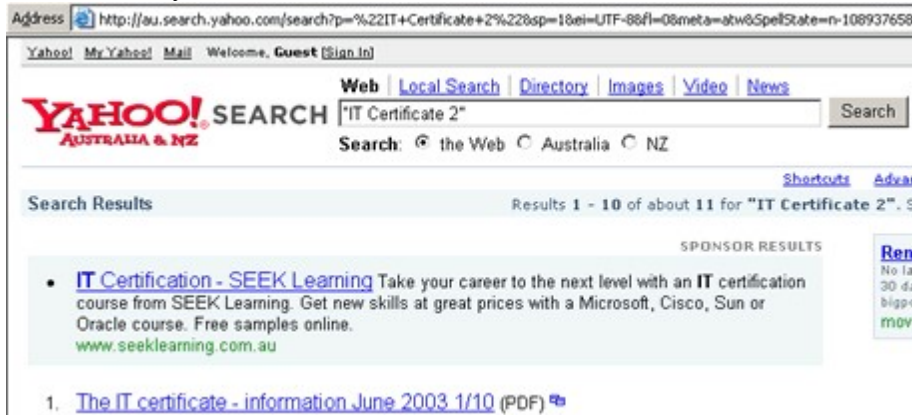 Address http://au.search.yahoo.com/search?p=%22IT+Certificate+2%22&sp=1&ei=UTF-8&fl=0&meta=atw&SpellState=n-108937658
Yahoo! My Yahoo! Mail Welcome, Guest [Sign In]
Web | Local Search | Directory | Images | Video | News
YAHOO! SEARCH "IT Certificate 2" Search
AUSTRALIA & NZ Search: the Web Australia NZ
Shortcuts
Search Results Results 1 - 10 of about 11 for "IT Certificate 2". S
SPONSOR RESULTS
IT Certification - SEEK Learning Take your career to the next level with an IT certification
course from SEEK Learning. Get new skills at great prices with a Microsoft, Cisco, Sun or
Oracle course. Free samples online.
www.seeklearning.com.au
Ren
No la
30 da
mov
1. The IT certificate - information June 2003 1/10 (PDF)